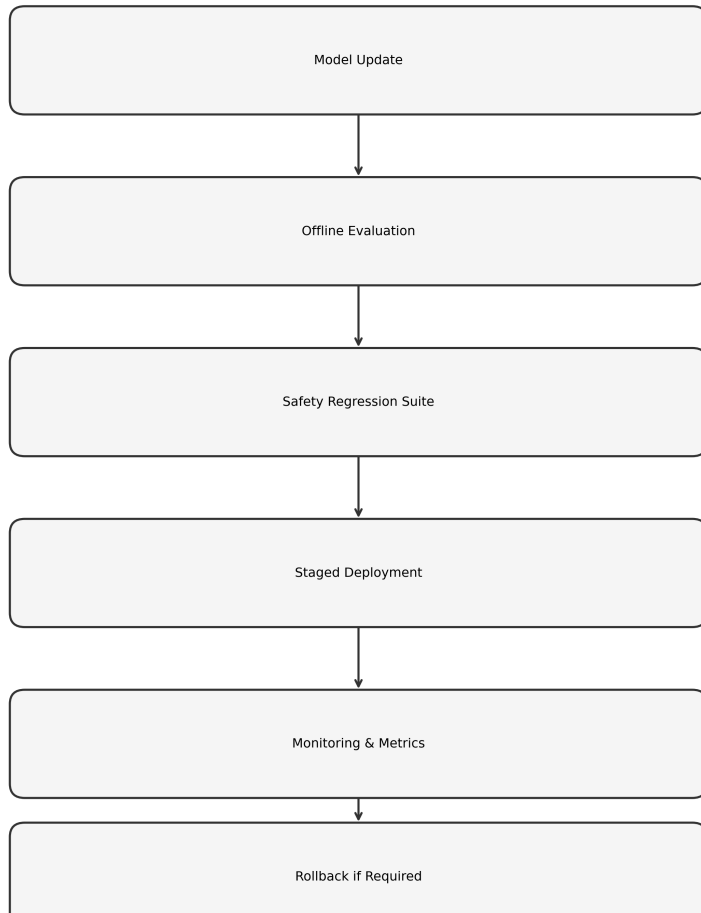 Model Update
Offline Evaluation
Safety Regression Suite
Staged Deployment
Monitoring & Metrics
Rollback if Required